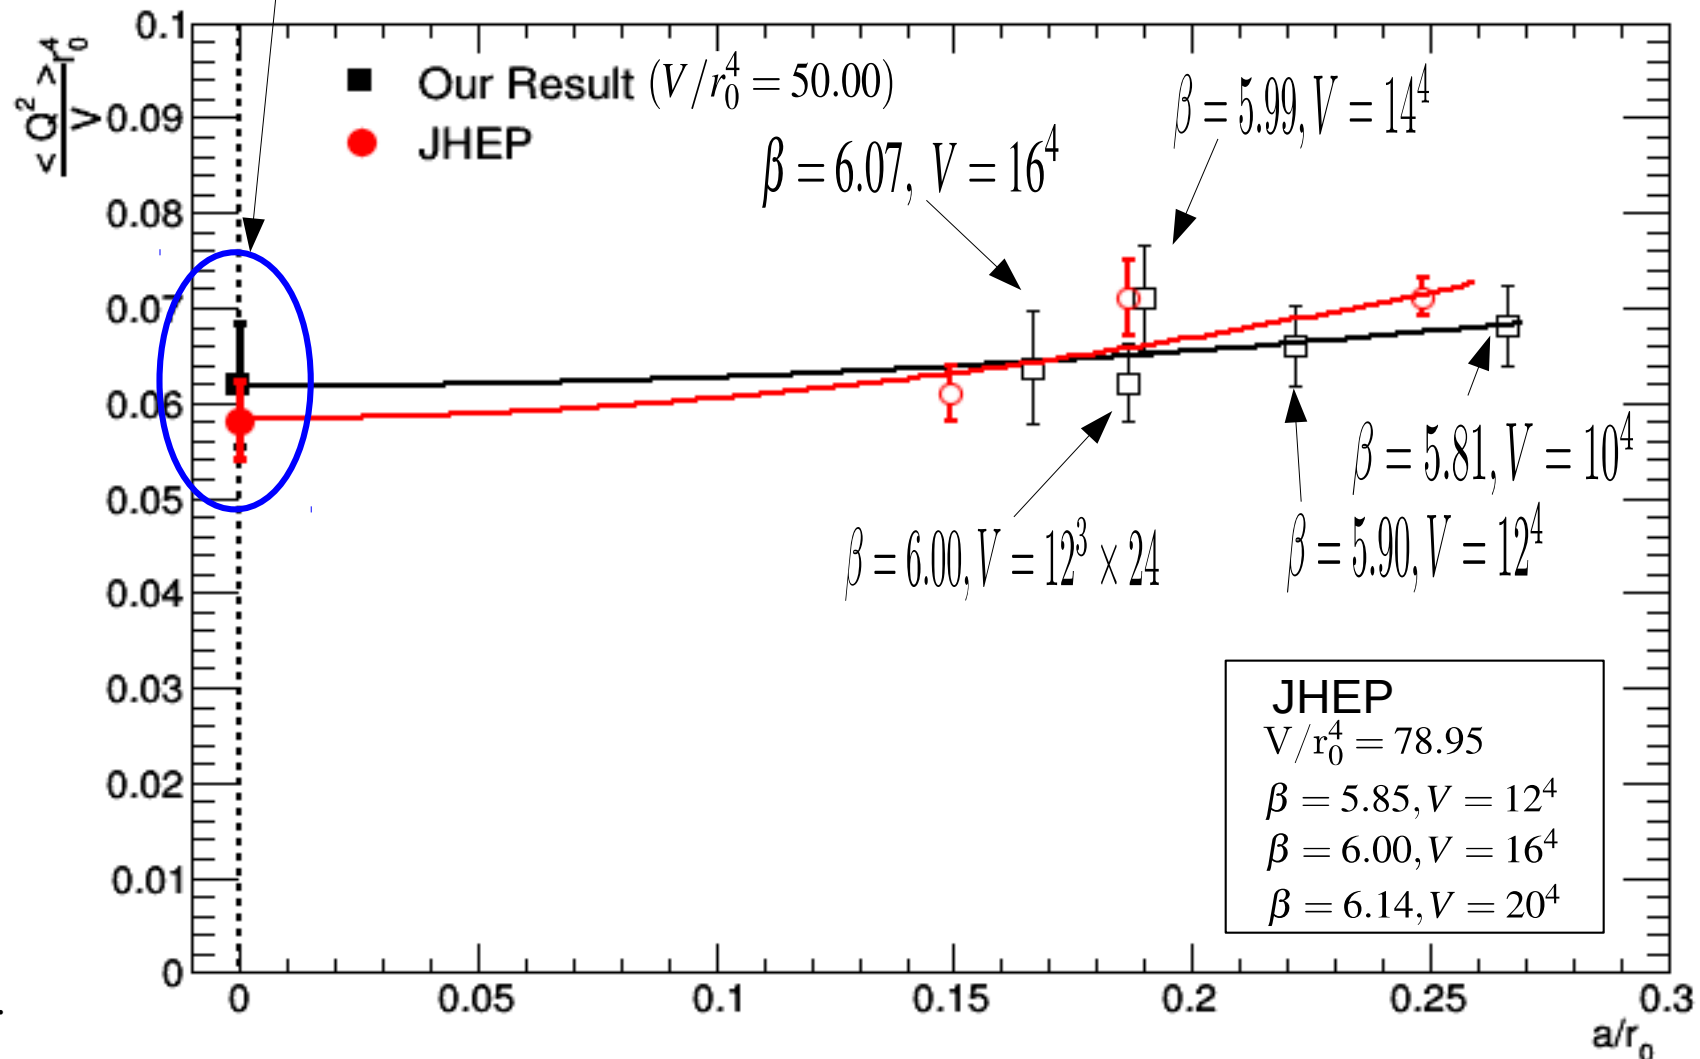 <Q²>/V r₀⁴
0.1
0.09
0.08
0.07
0.06
0.05
0.04
0.03
0.02
0.01
0
Our Result (V/r₀⁴ = 50.00)
JHEP
β = 6.07, V = 16⁴
β = 5.99, V = 14⁴
β = 6.00, V = 12³ × 24
β = 5.81, V = 10⁴
β = 5.90, V = 12⁴
JHEP
V/r₀⁴ = 78.95
β = 5.85, V = 12⁴
β = 6.00, V = 16⁴
β = 6.14, V = 20⁴
0 0.05 0.1 0.15 0.2 0.25 0.3
a/r₀